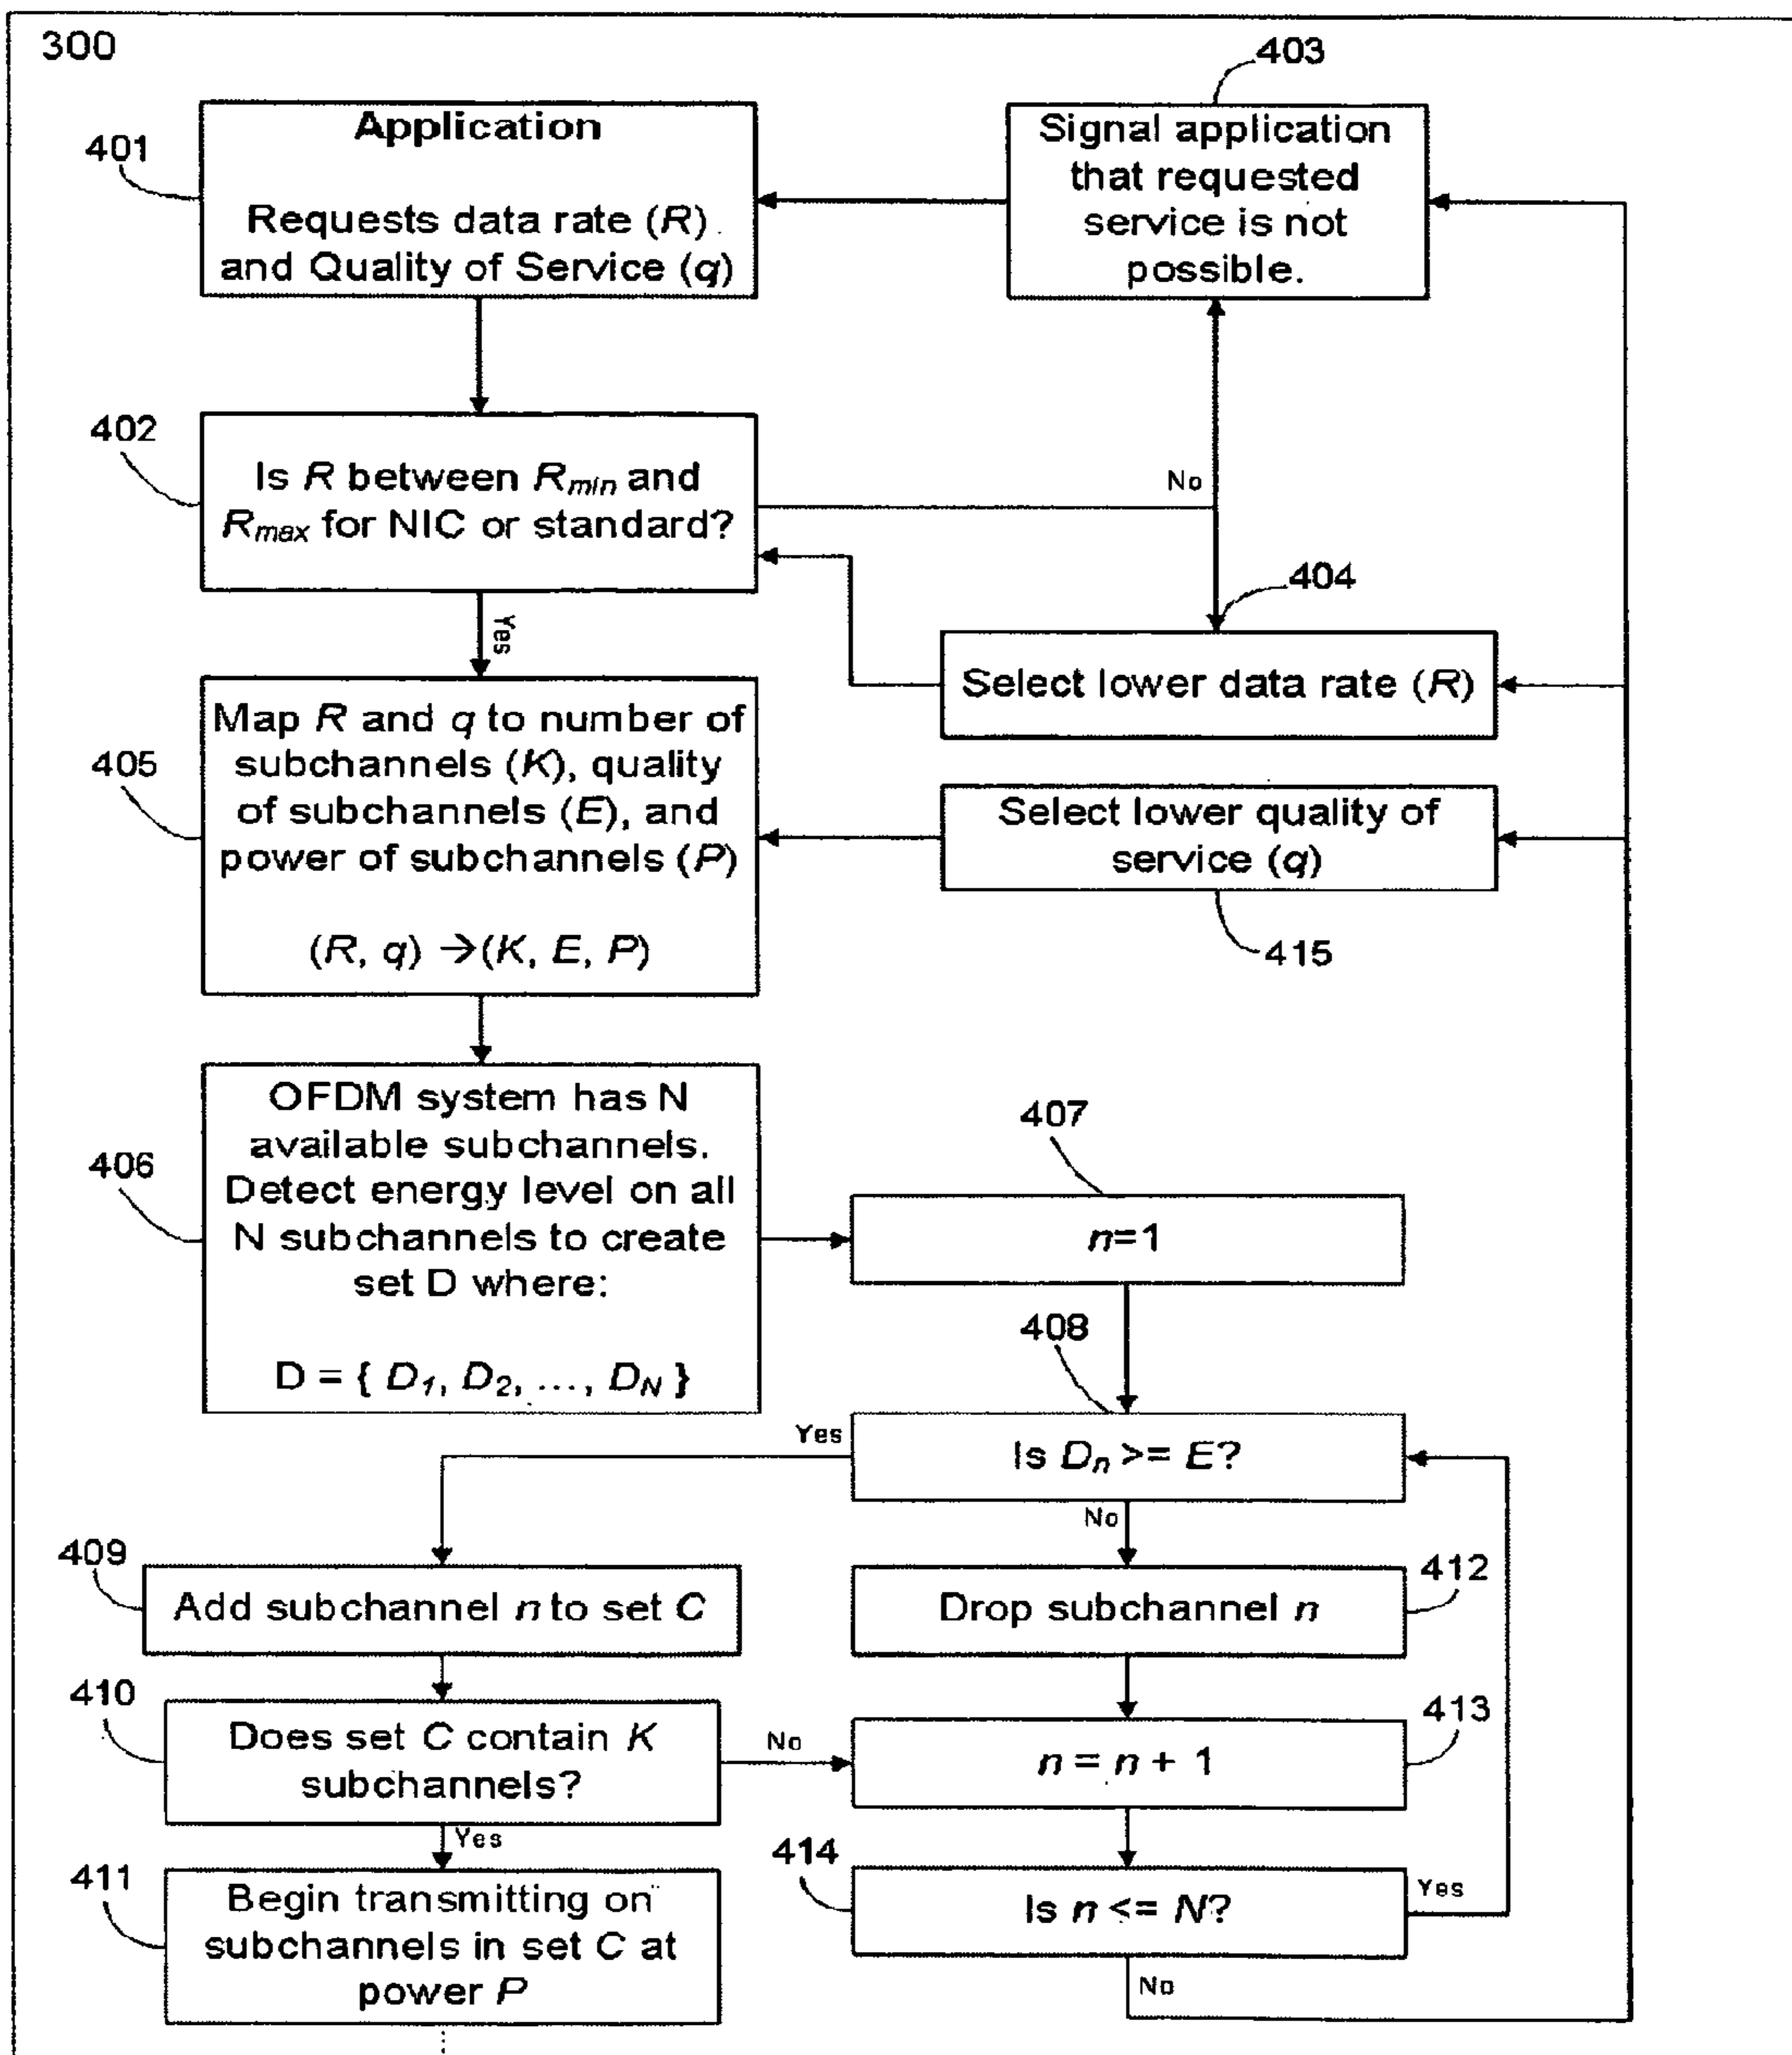 300
403
Application
Requests data rate (R)
and Quality of Service (q)
401
Signal application
that requested
service is not
possible.
402
Is R between Rmin and
Rmax for NIC or standard?
No
404
Yes
Select lower data rate (R)
405
Map R and q to number of
subchannels (K), quality
of subchannels (E), and
power of subchannels (P)
(R, q) →(K, E, P)
Select lower quality of
service (q)
415
406
OFDM system has N
available subchannels.
Detect energy level on all
N subchannels to create
set D where:
D = { D1, D2, ..., DN }
407
n=1
408
Is Dn >= E?
Yes
No
409
Add subchannel n to set C
412
Drop subchannel n
410
Does set C contain K
subchannels?
No
413
n = n + 1
Yes
411
Begin transmitting on
subchannels in set C at
power P
414
Is n <= N?
Yes
No